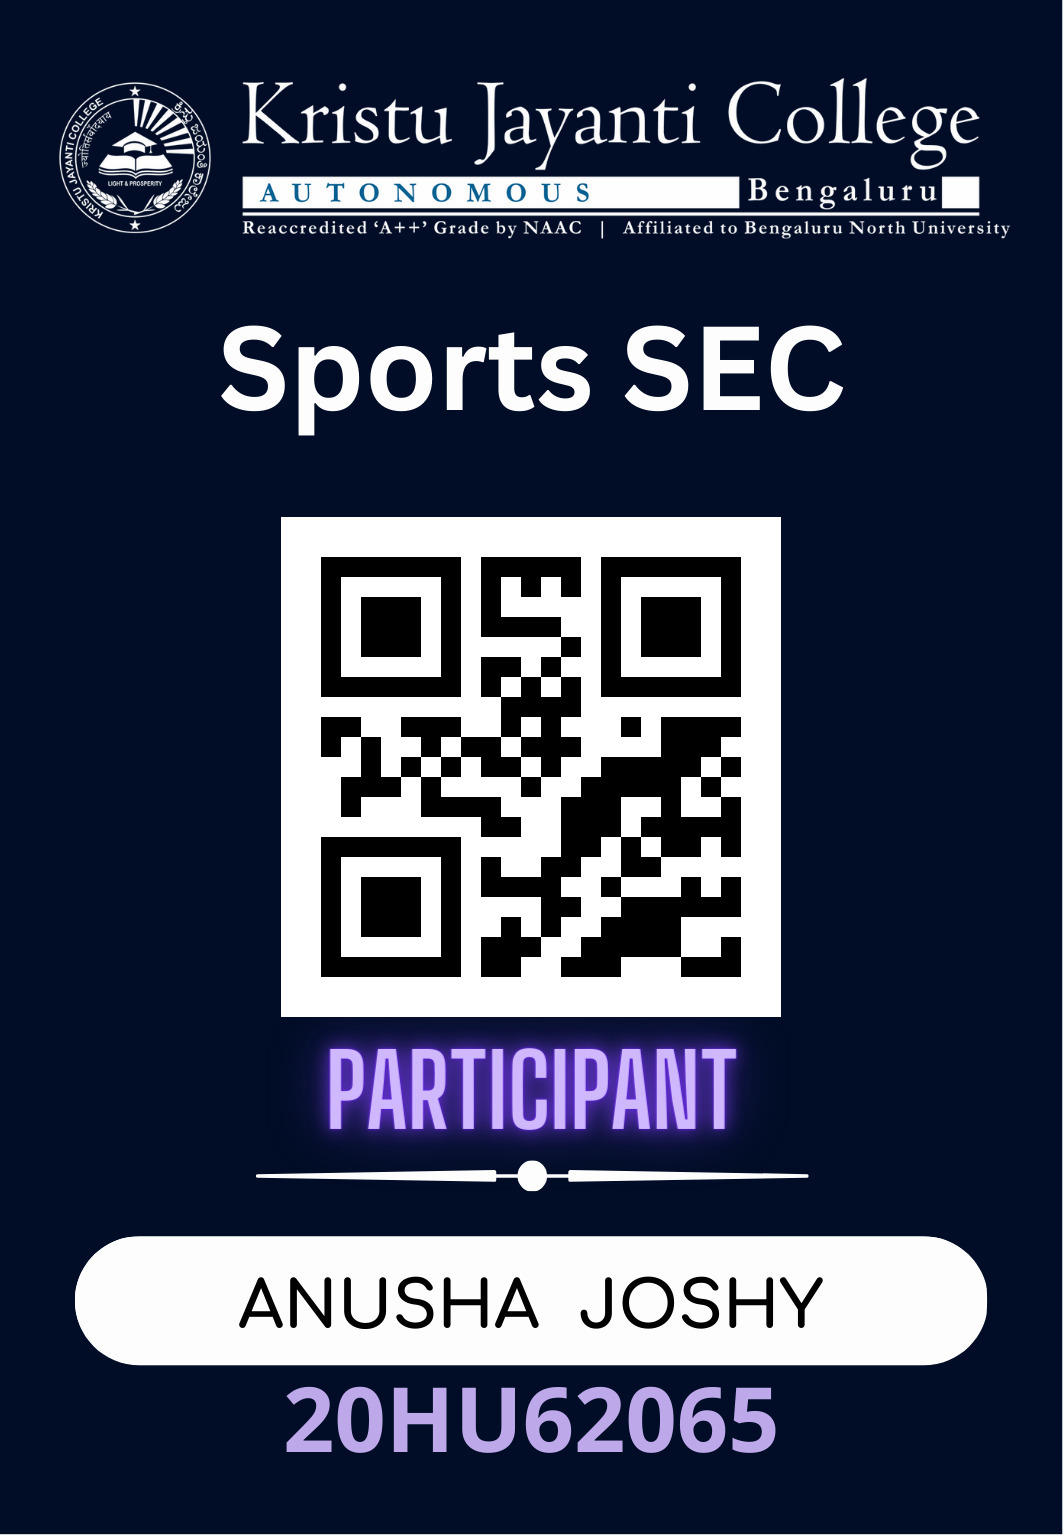 Kristu Jayanti College
AUTONOMOUS Bengaluru
Reaccredited ‘A++’ Grade by NAAC | Affiliated to Bengaluru North University
KRISTU JAYANTI COLLEGE
LIGHT & PROSPERITY
Sports SEC
PARTICIPANT
ANUSHA JOSHY
20HU62065